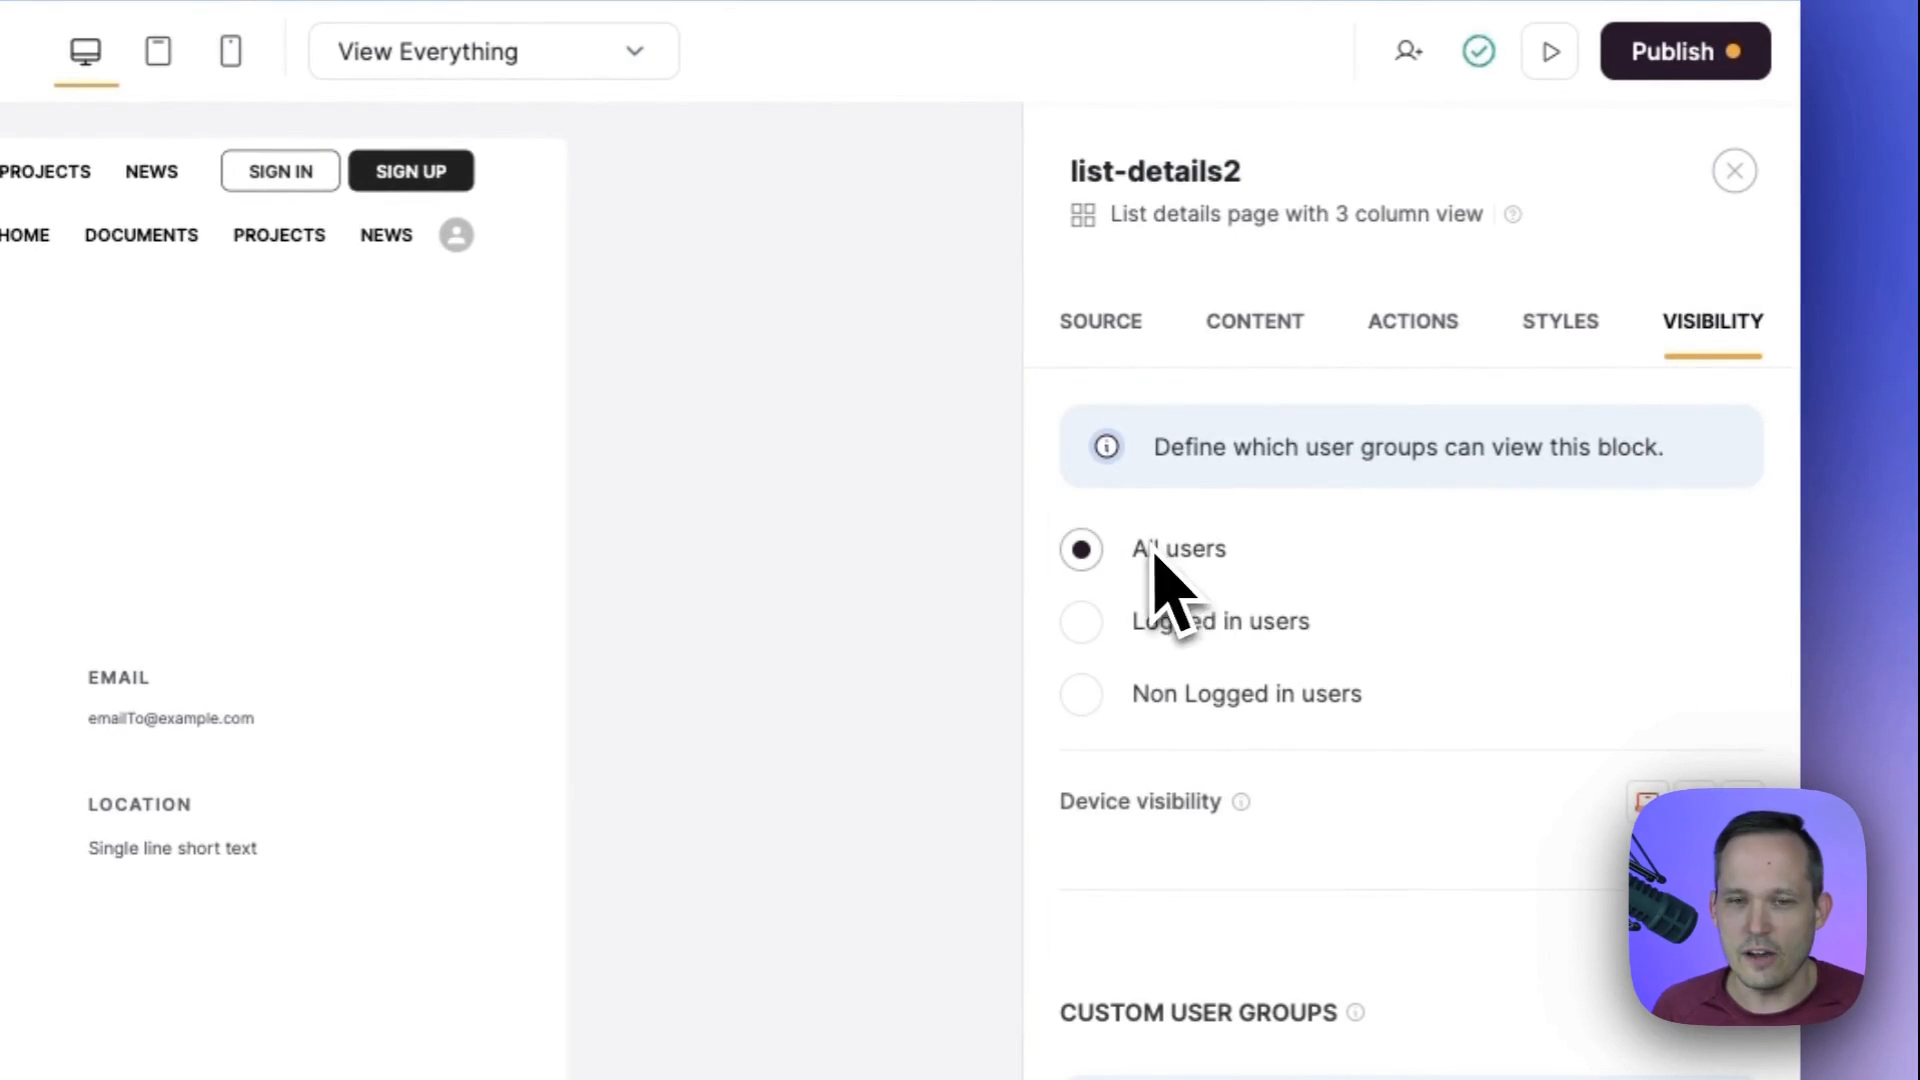 View Everything
Publish
PROJECTS NEWS SIGN IN SIGN UP
HOME DOCUMENTS PROJECTS NEWS
EMAIL
emailTo@example.com
LOCATION
Single line short text
list-details2
List details page with 3 column view
SOURCE CONTENT ACTIONS STYLES VISIBILITY
Define which user groups can view this block.
All users
Logged in users
Non Logged in users
Device visibility
CUSTOM USER GROUPS